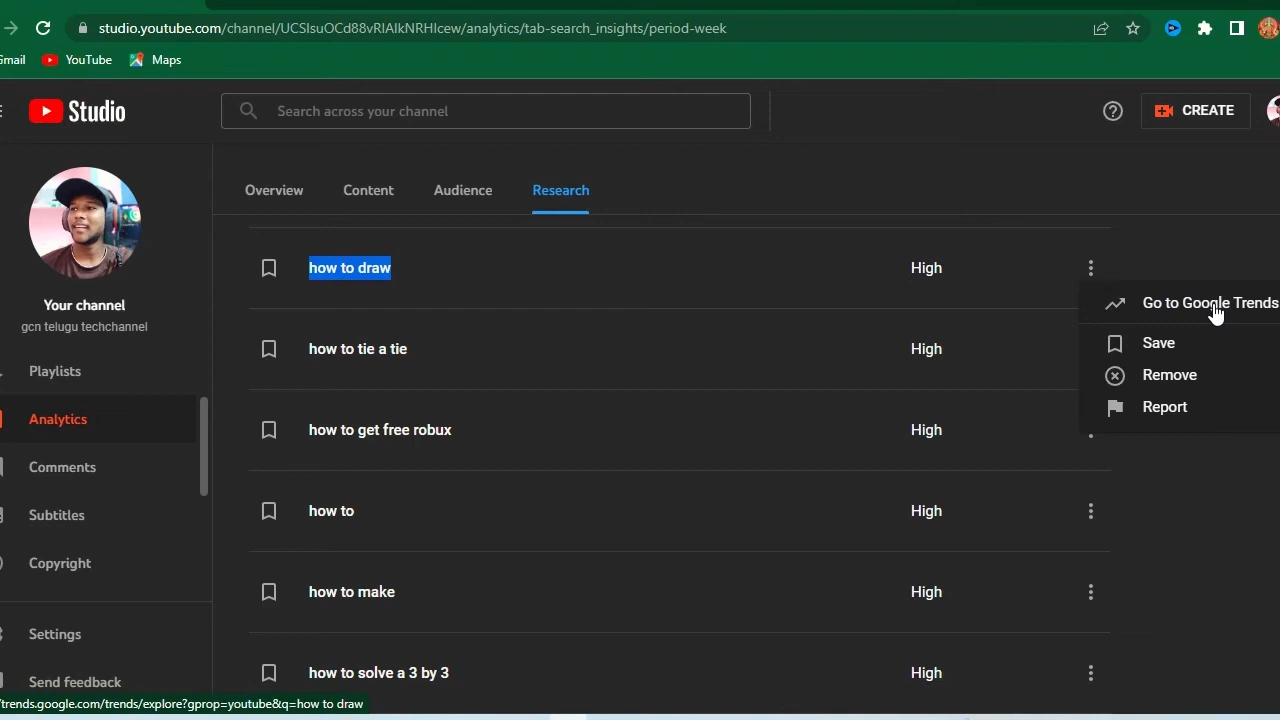 studio.youtube.com/channel/UCSIsuOCd88vRIAIkNRHIcew/analytics/tab-search_insights/period-week
Gmail YouTube Maps
Studio Search across your channel CREATE
Overview Content Audience Research
Your channel
gcn telugu techchannel
Playlists
Analytics
Comments
Subtitles
Copyright
Settings
Send feedback
how to draw High
how to tie a tie High
how to get free robux High
how to High
how to make High
how to solve a 3 by 3 High
Go to Google Trends
Save
Remove
Report
/trends.google.com/trends/explore?gprop=youtube&q=how to draw